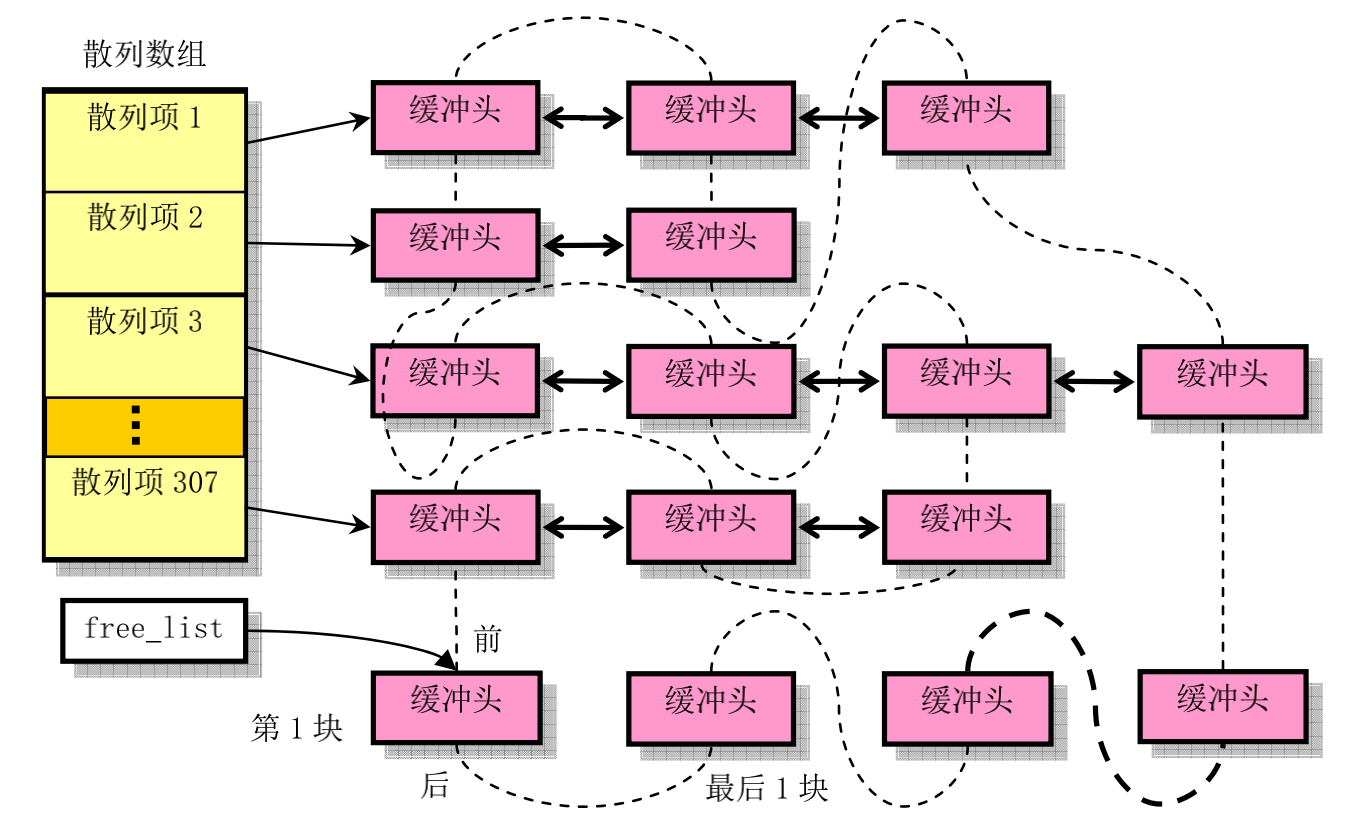 散列数组
散列项 1
缓冲头
缓冲头
缓冲头
散列项 2
缓冲头
缓冲头
散列项 3
缓冲头
缓冲头
缓冲头
缓冲头
⋮
散列项 307
缓冲头
缓冲头
缓冲头
free_list
前
缓冲头
缓冲头
缓冲头
缓冲头
第 1 块
后
最后 1 块